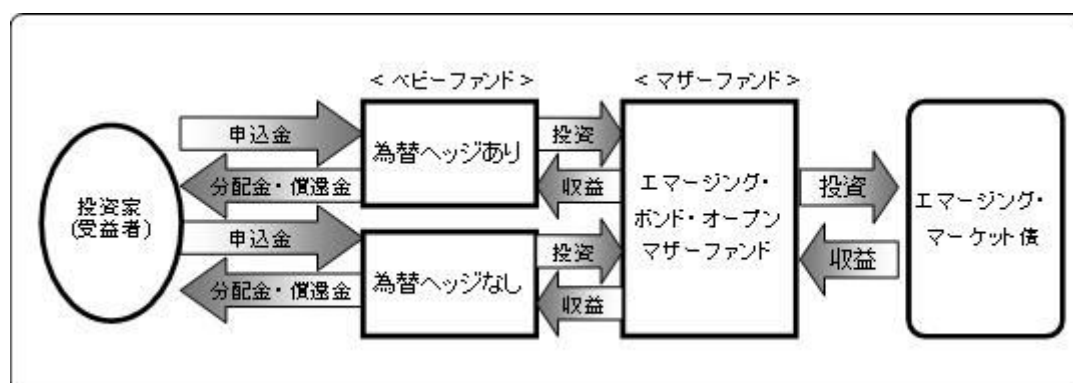 ＜ベビーファンド＞
＜マザーファンド＞
申込金
為替ヘッジあり
投資
分配金・償還金
収益
投資家
(受益者)
申込金
為替ヘッジなし
投資
分配金・償還金
収益
エマージング・
ボンド・オープン
マザーファンド
投資
収益
エマージング・
マーケット債